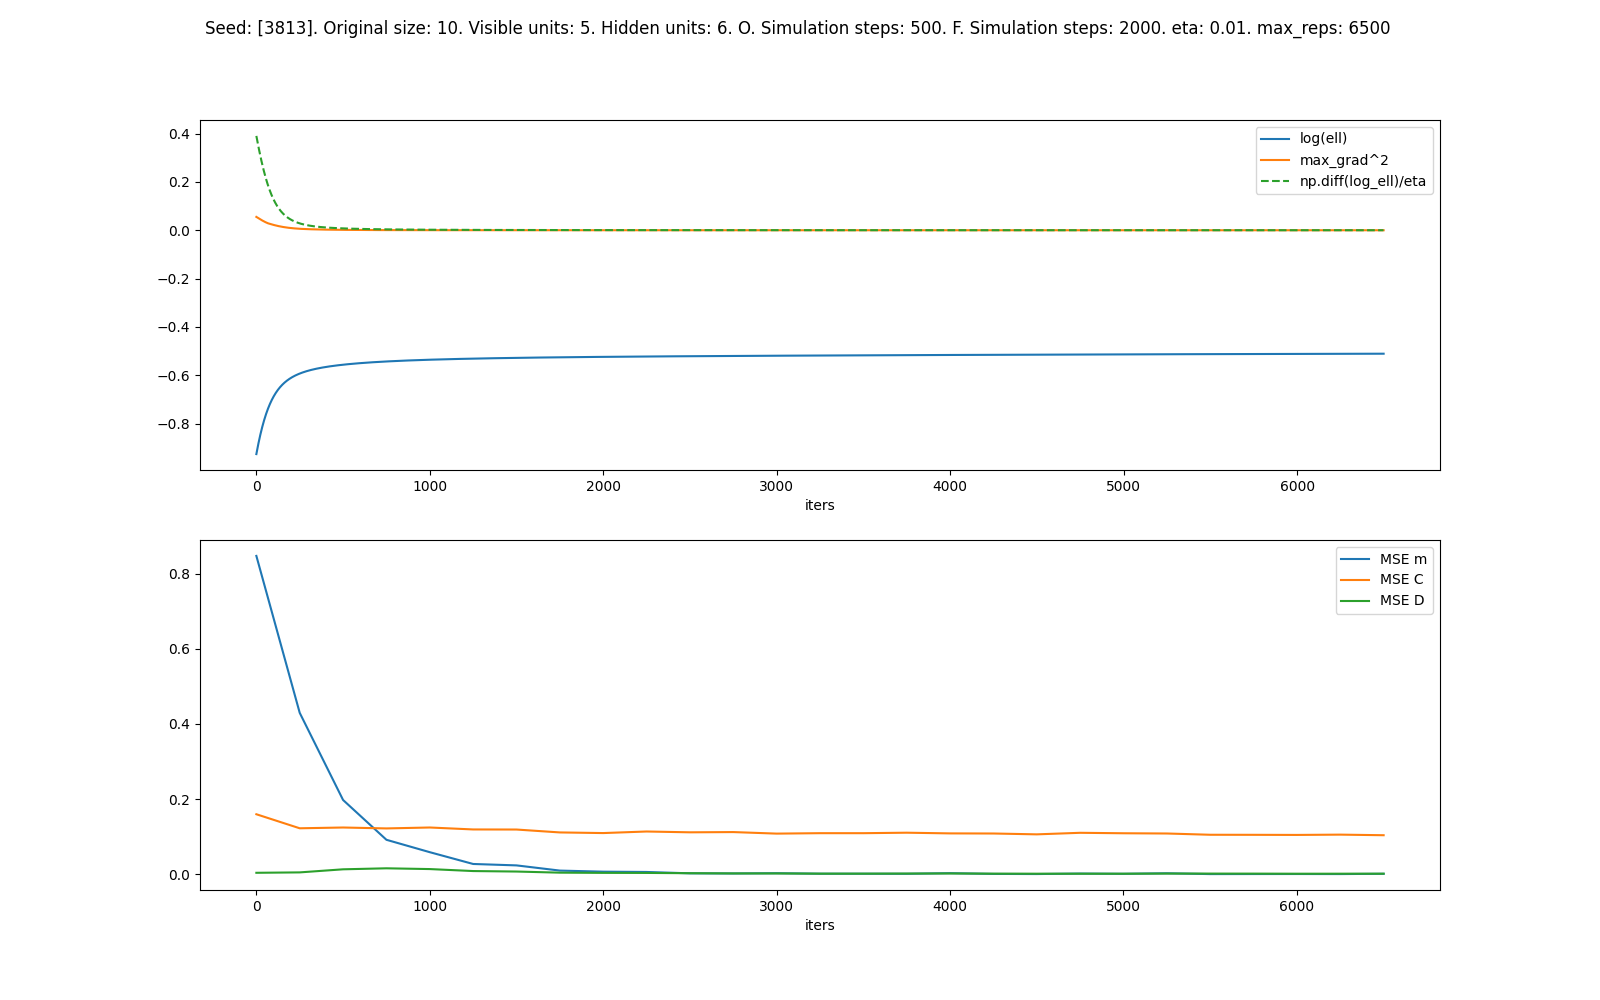 Seed: [3813]. Original size: 10. Visible units: 5. Hidden units: 6. O. Simulation steps: 500. F. Simulation steps: 2000. eta: 0.01. max_reps: 6500
0.4
0.2
0.0
−0.2
−0.4
−0.6
−0.8
log(ell)
max_grad^2
np.diff(log_ell)/eta
0 1000 2000 3000 4000 5000 6000
iters
0.8
0.6
0.4
0.2
0.0
MSE m
MSE C
MSE D
0 1000 2000 3000 4000 5000 6000
iters